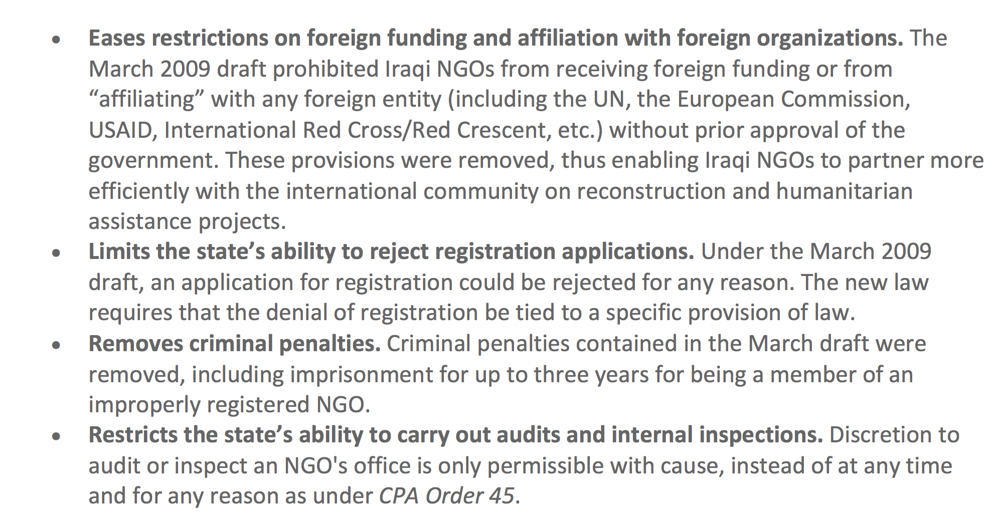 • Eases restrictions on foreign funding and affiliation with foreign organizations. The
March 2009 draft prohibited Iraqi NGOs from receiving foreign funding or from
“affiliating” with any foreign entity (including the UN, the European Commission,
USAID, International Red Cross/Red Crescent, etc.) without prior approval of the
government. These provisions were removed, thus enabling Iraqi NGOs to partner more
efficiently with the international community on reconstruction and humanitarian
assistance projects.
• Limits the state’s ability to reject registration applications. Under the March 2009
draft, an application for registration could be rejected for any reason. The new law
requires that the denial of registration be tied to a specific provision of law.
• Removes criminal penalties. Criminal penalties contained in the March draft were
removed, including imprisonment for up to three years for being a member of an
improperly registered NGO.
• Restricts the state’s ability to carry out audits and internal inspections. Discretion to
audit or inspect an NGO's office is only permissible with cause, instead of at any time
and for any reason as under CPA Order 45.